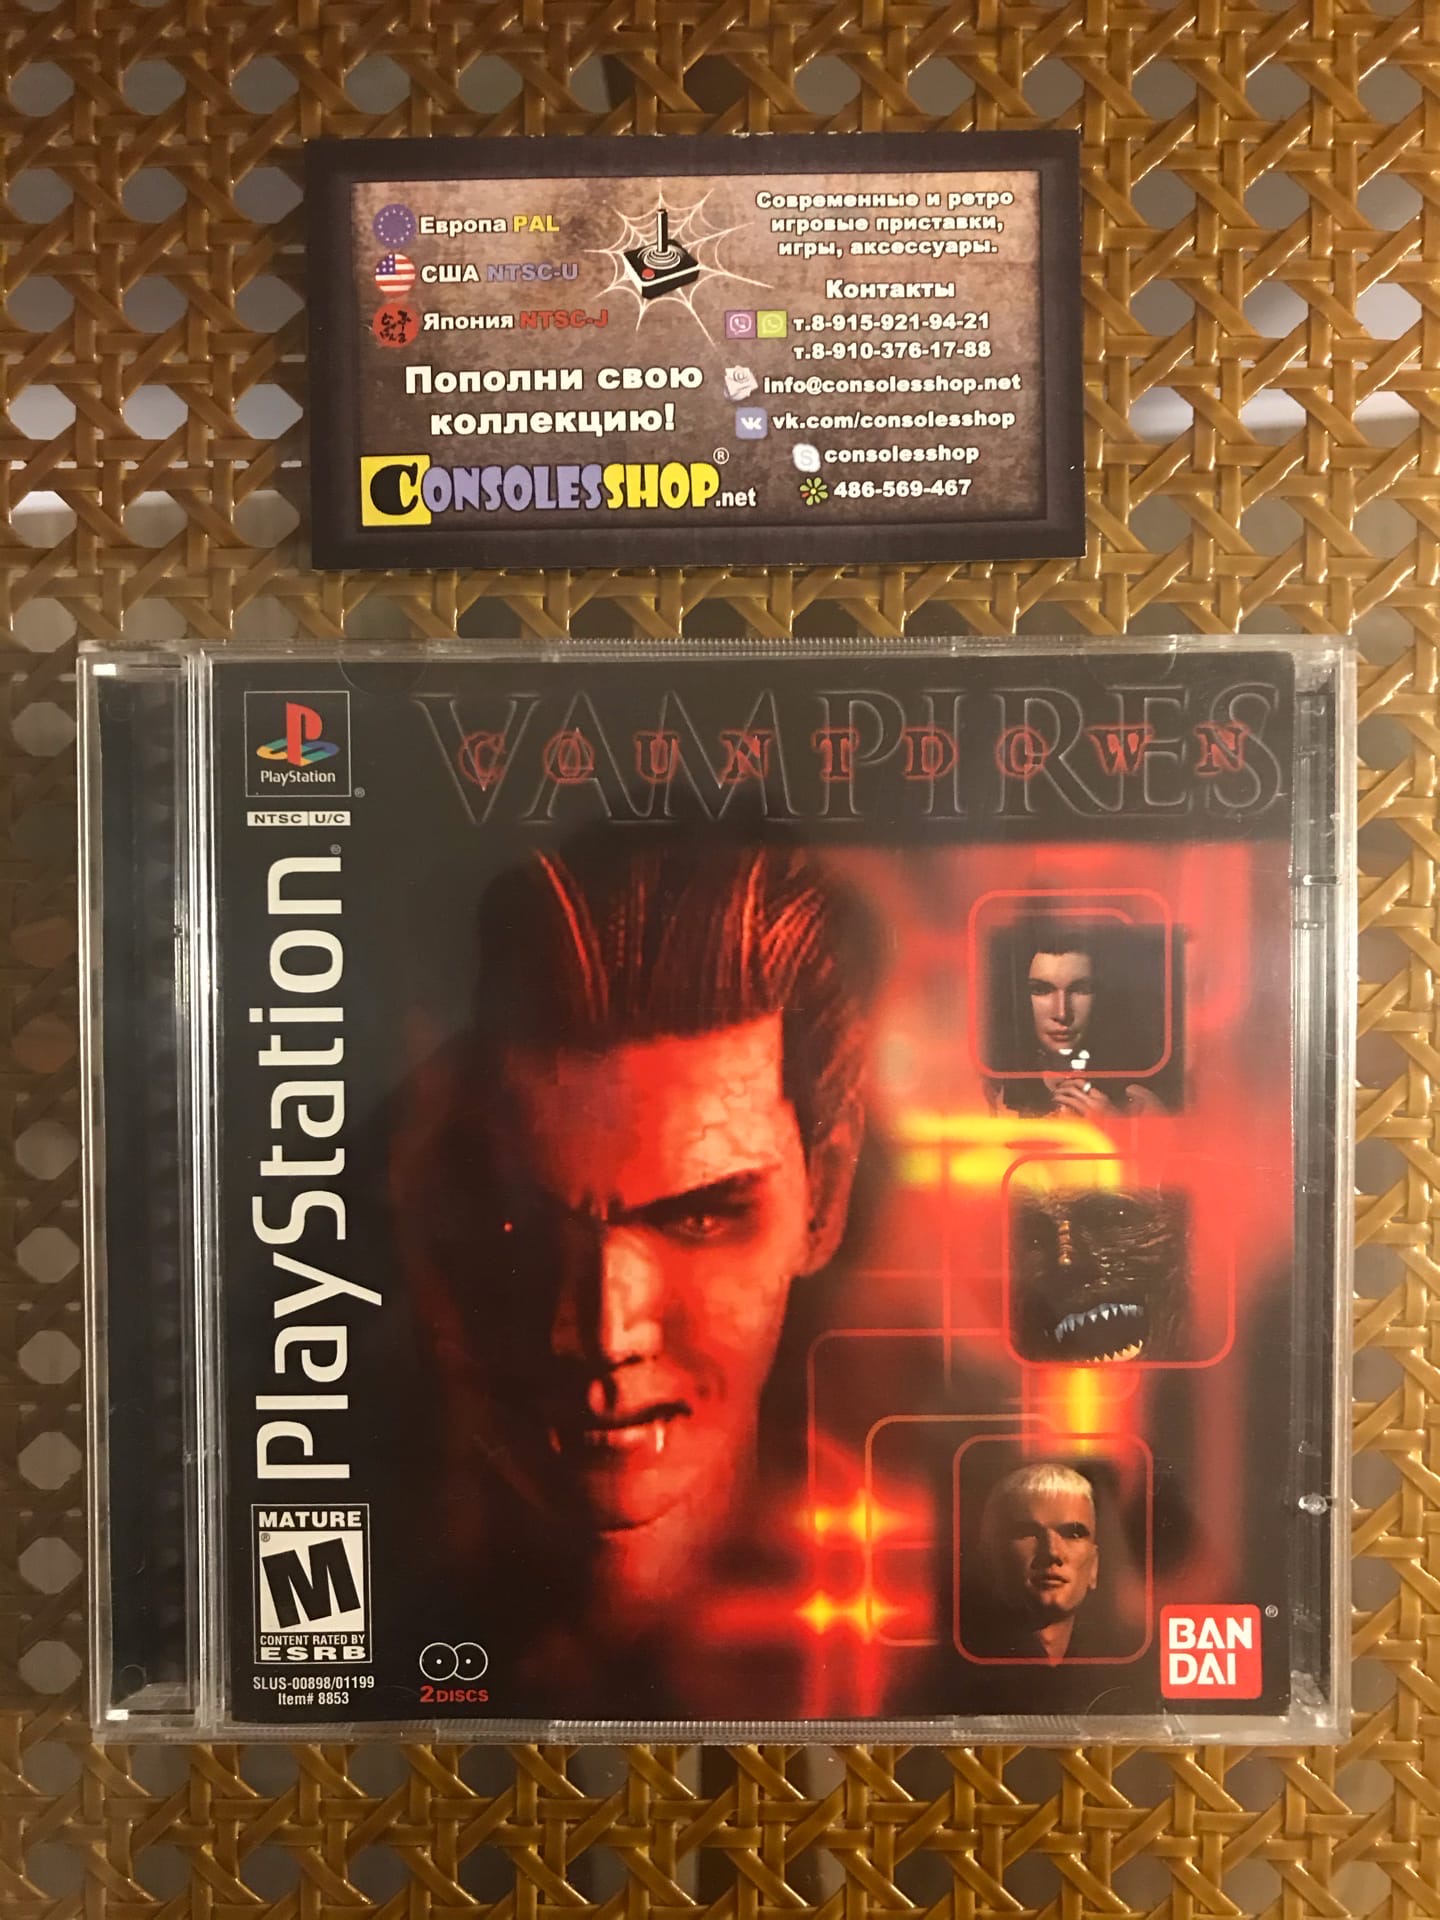 Европа PAL
США NTSC-U
Япония NTSC-J
Пополни свою
коллекцию!
CONSOLESSHOP.net
®
Современные и ретро
игровые приставки,
игры, аксессуары.
Контакты
т.8-915-921-94-21
т.8-910-376-17-88
info@consolesshop.net
vk.com/consolesshop
consolesshop
486-569-467
PlayStation
®
NTSC U/C
PlayStation
®
VAMPIRES
COUNTDOWN
MATURE
M
®
CONTENT RATED BY
ESRB
SLUS-00898/01199
Item# 8853
2 DISCS
BAN
DAI
®